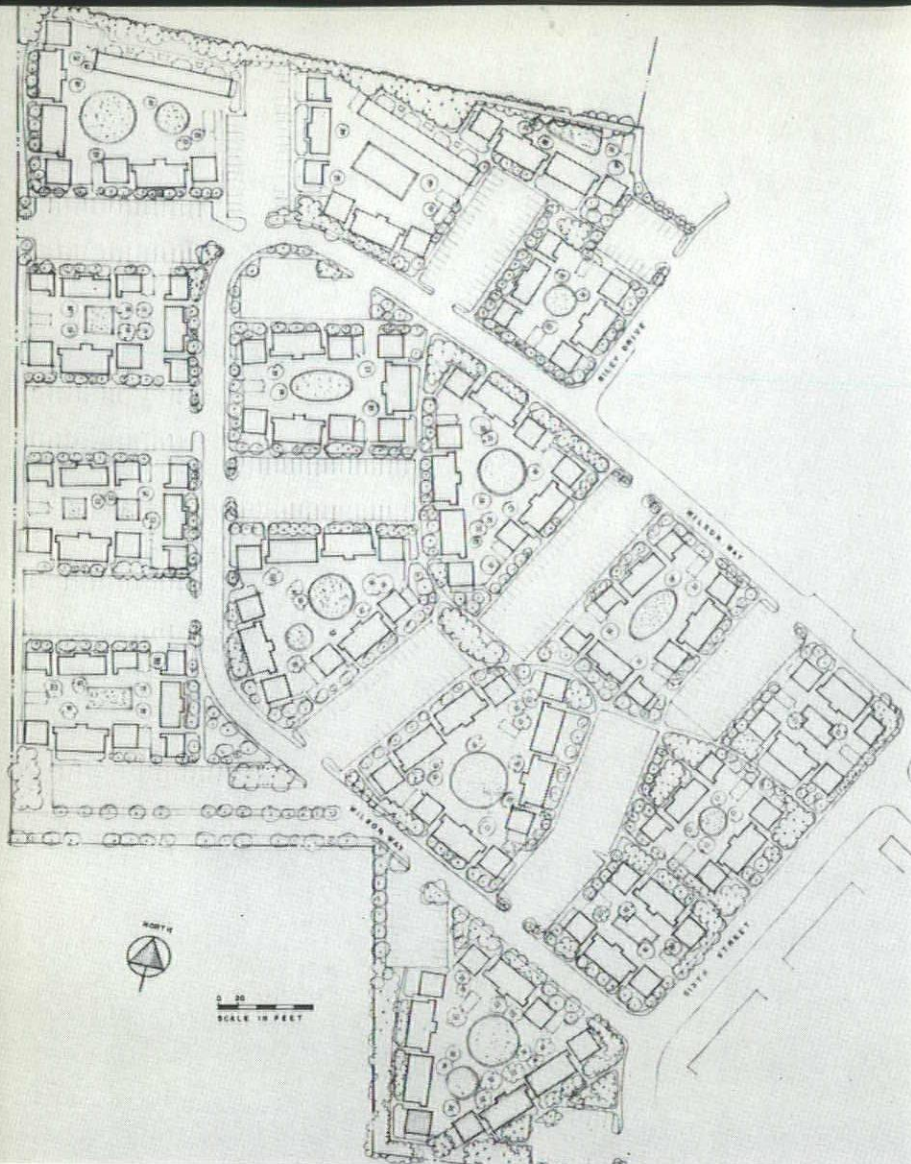 RILEY DRIVE
WILSON WAY
WILSON WAY
SIXTH STREET
NORTH
0 20
SCALE IN FEET